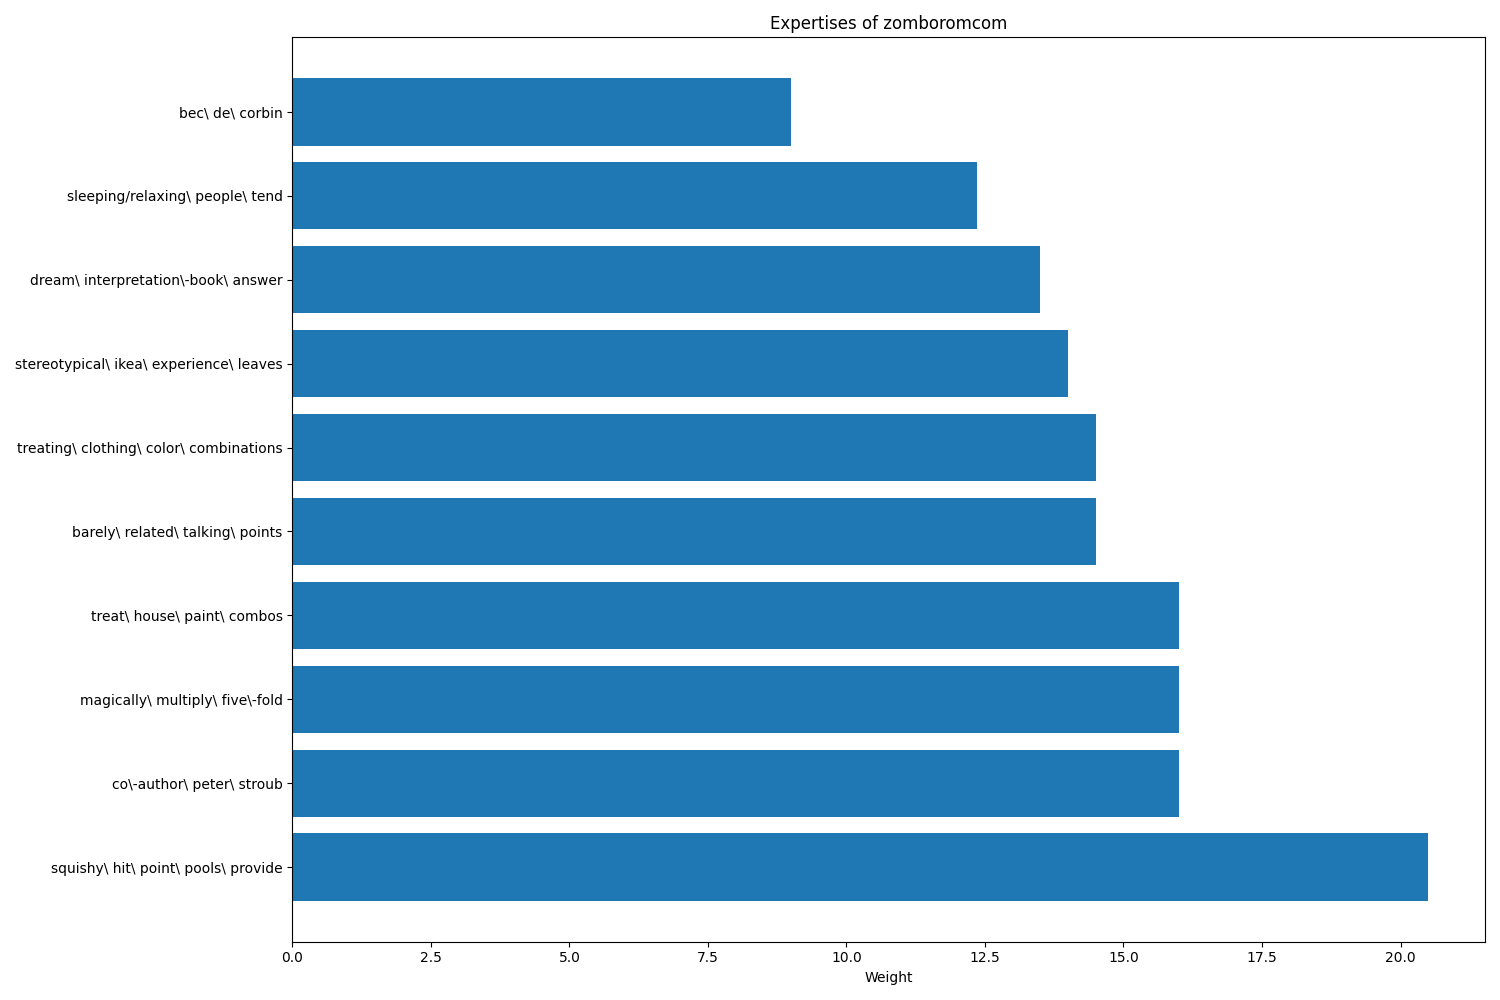 Expertises of zomboromcom
bec\ de\ corbin
sleeping/relaxing\ people\ tend
dream\ interpretation\-book\ answer
stereotypical\ ikea\ experience\ leaves
treating\ clothing\ color\ combinations
barely\ related\ talking\ points
treat\ house\ paint\ combos
magically\ multiply\ five\-fold
co\-author\ peter\ stroub
squishy\ hit\ point\ pools\ provide
0.0 2.5 5.0 7.5 10.0 12.5 15.0 17.5 20.0
Weight